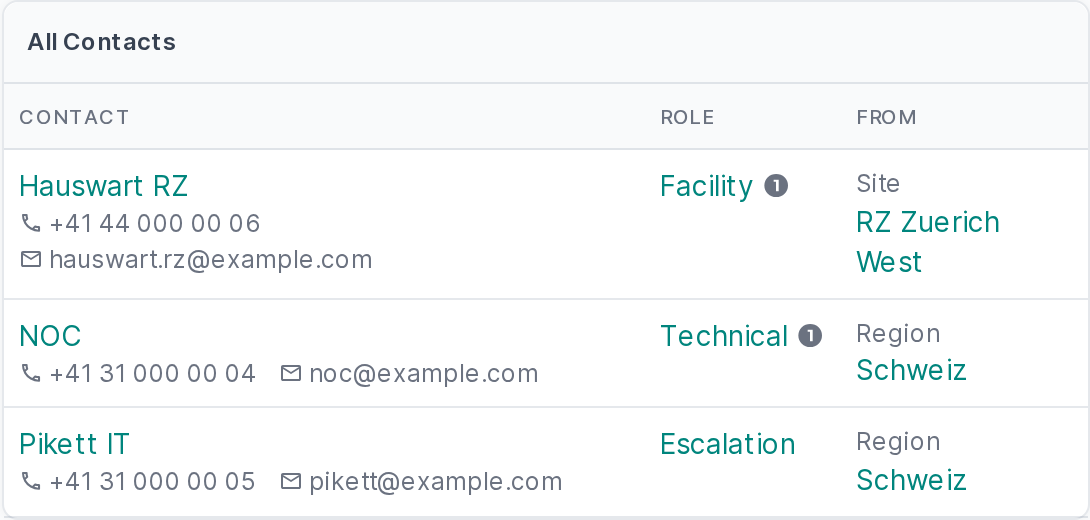 All Contacts
CONTACT ROLE FROM
Hauswart RZ Facility 1 Site
+41 44 000 00 06 RZ Zuerich
hauswart.rz@example.com West
NOC Technical 1 Region
+41 31 000 00 04 noc@example.com Schweiz
Pikett IT Escalation Region
+41 31 000 00 05 pikett@example.com Schweiz